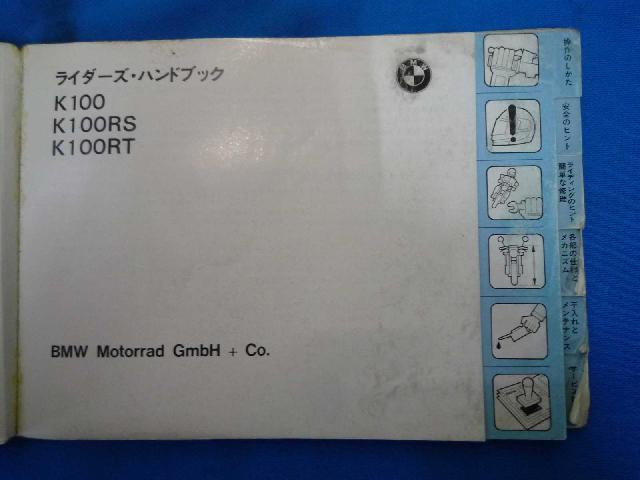 ライダーズ・ハンドブック
K100
K100RS
K100RT
BMW
BMW Motorrad GmbH + Co.
操作のしかた
安全のヒント
ライディングのヒント
簡単な修理
各部の仕様と
メカニズム
手入れと
メンテナンス